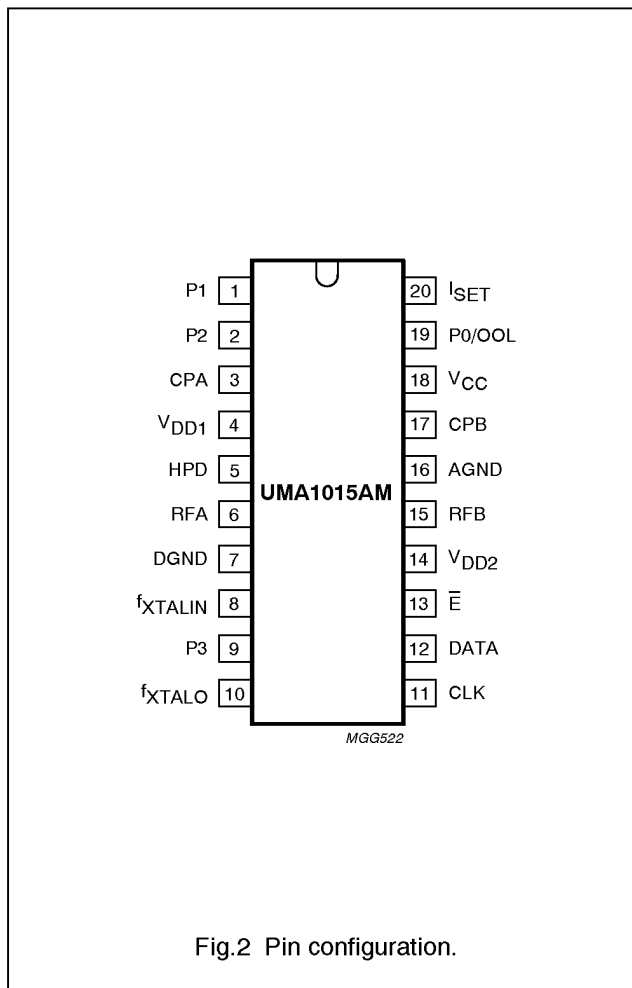 P1 1 20 ISET
P2 2 19 P0/OOL
CPA 3 18 VCC
VDD1 4 17 CPB
HPD 5 16 AGND
UMA1015AM
RFA 6 15 RFB
DGND 7 14 VDD2
fXTALIN 8 13 E̅
P3 9 12 DATA
fXTALO 10 11 CLK
MGG522
Fig.2 Pin configuration.